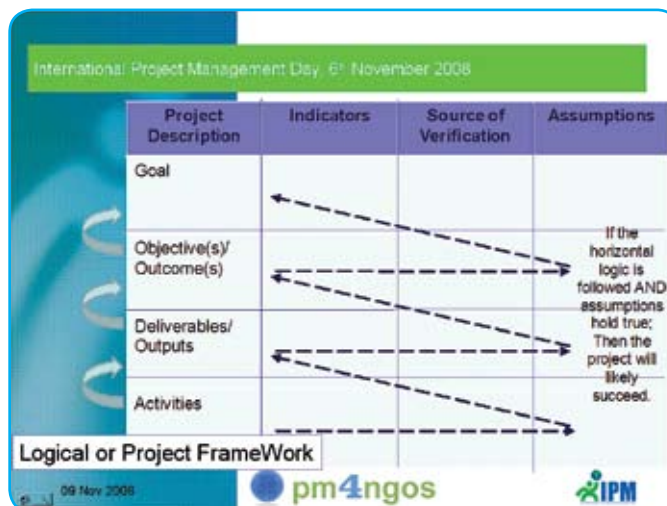 International Project Management Day, 6th November 2008
Project Description
Indicators
Source of Verification
Assumptions
Goal
Objective(s)/
Outcome(s)
Deliverables/
Outputs
Activities
If the
horizontal
logic is
followed AND
assumptions
hold true;
Then the
project will
likely
succeed.
Logical or Project FrameWork
09 Nov 2008
pm4ngos
IPM